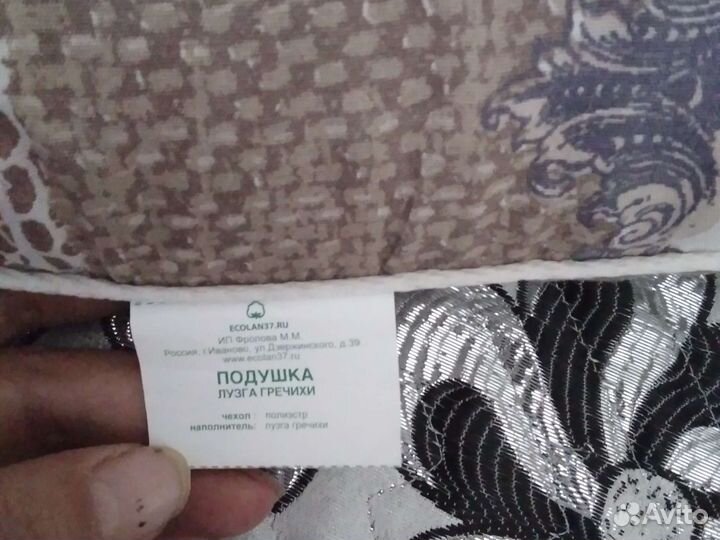 ECOLAN37.RU
ИП Фролова М.М.
Россия, г.Иваново, ул.Дзержинского, д.39
www.ecolan37.ru
ПОДУШКА
ЛУЗГА ГРЕЧИХИ
чехол : полиэстр
наполнитель: лузга гречихи
Avito